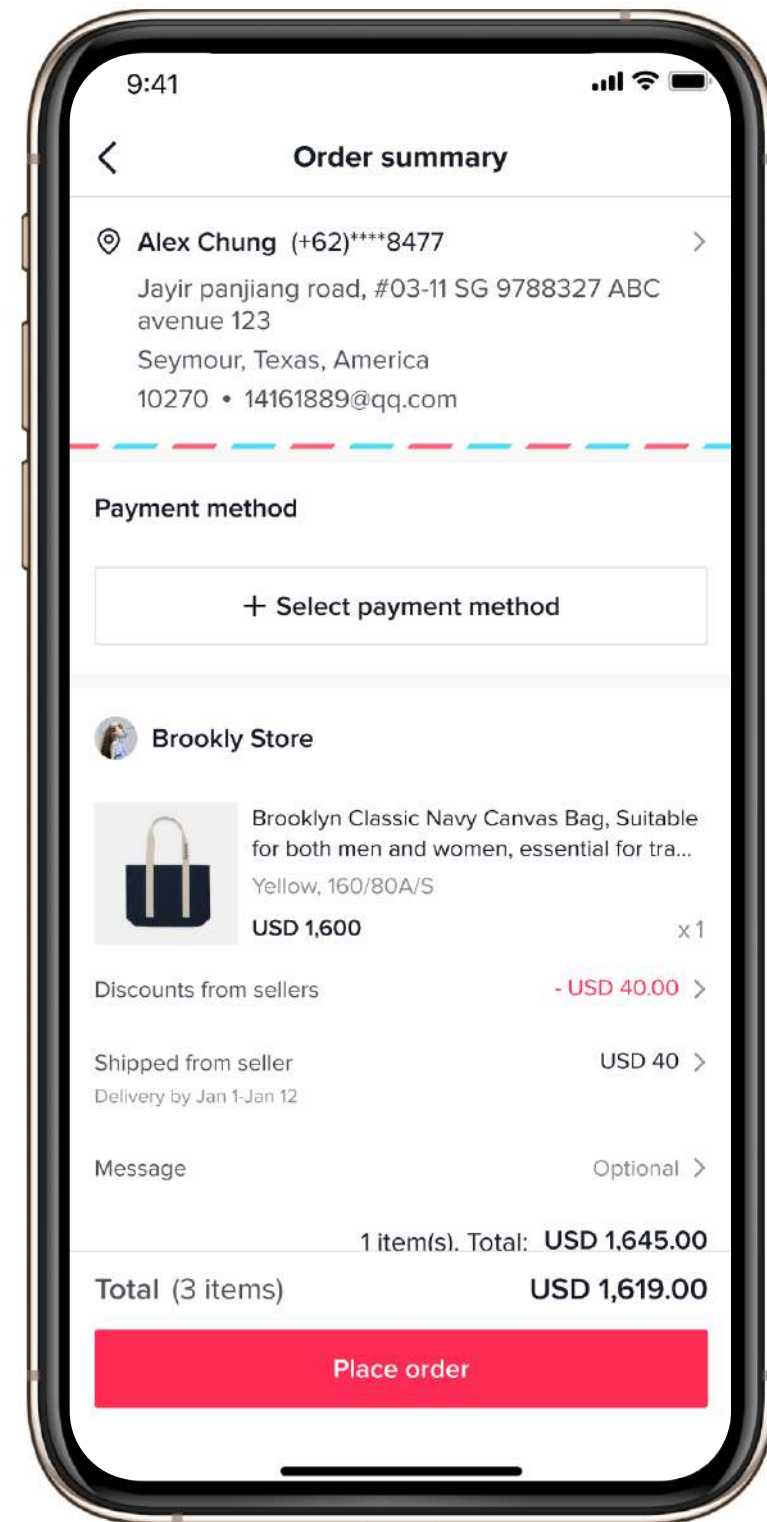 9:41
Order summary
Alex Chung (+62)****8477
Jayir panjiang road, #03-11 SG 9788327 ABC
avenue 123
Seymour, Texas, America
10270 • 14161889@qq.com
Payment method
+ Select payment method
Brookly Store
Brooklyn Classic Navy Canvas Bag, Suitable
for both men and women, essential for tra...
Yellow, 160/80A/S
USD 1,600 x1
Discounts from sellers - USD 40.00
Shipped from seller USD 40
Delivery by Jan 1-Jan 12
Message Optional
1 item(s). Total: USD 1,645.00
Total (3 items) USD 1,619.00
Place order